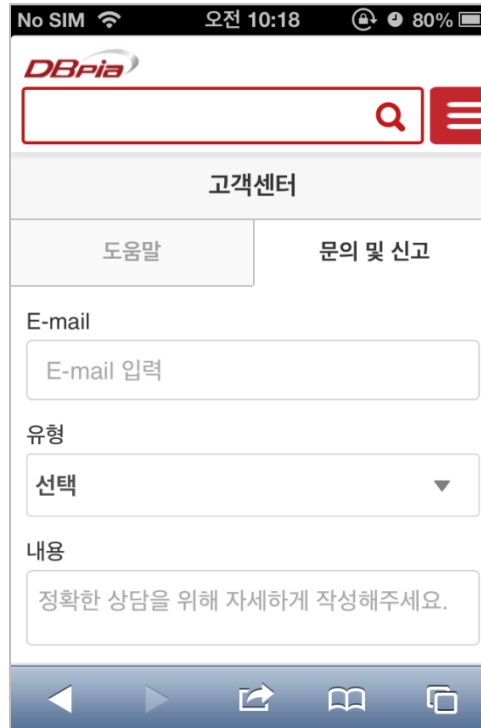 No SIM 오전 10:18 80%
DBpia
고객센터
도움말 문의 및 신고
E-mail
E-mail 입력
유형
선택
내용
정확한 상담을 위해 자세하게 작성해주세요.